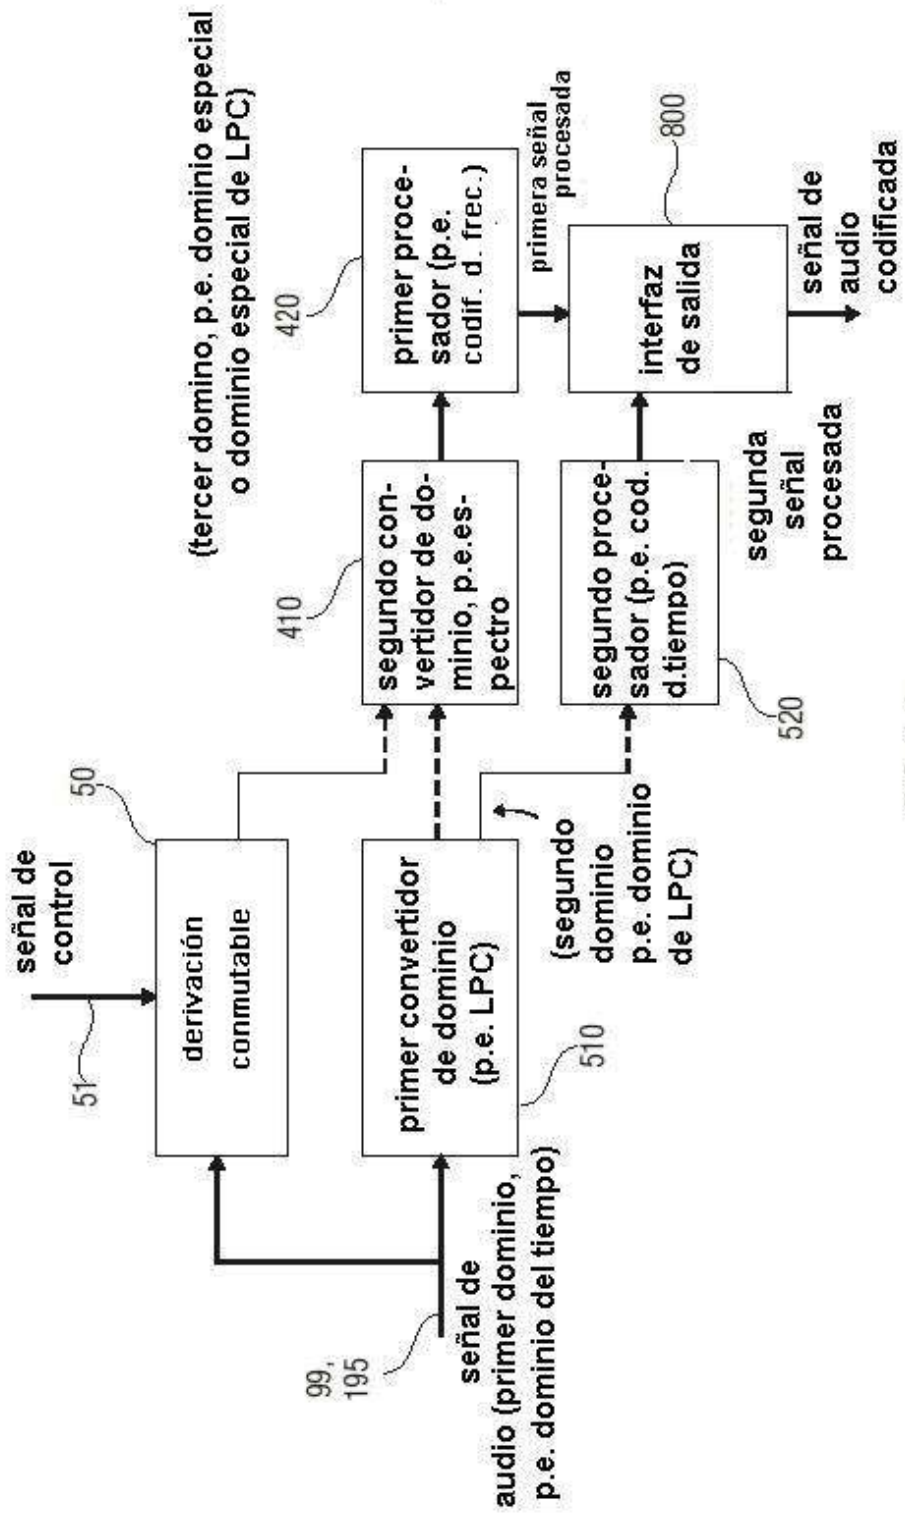 señal de
control
51
50
derivación
conmutable
99,
195
señal de
audio (primer dominio,
p.e. dominio del tiempo)
primer convertidor
de dominio
(p.e. LPC)
510
(segundo
dominio
p.e. dominio
de LPC)
410
segundo con-
vertidor de do-
minio, p.e.es-
pectro
(tercer domino, p.e. dominio especial
o dominio especial de LPC)
420
primer proce-
sador (p.e.
codif. d. frec.)
primera señal
procesada
segundo proce-
sador (p.e. cod.
d.tiempo)
520
segunda
señal
procesada
interfaz
de salida
800
señal de
audio
codificada